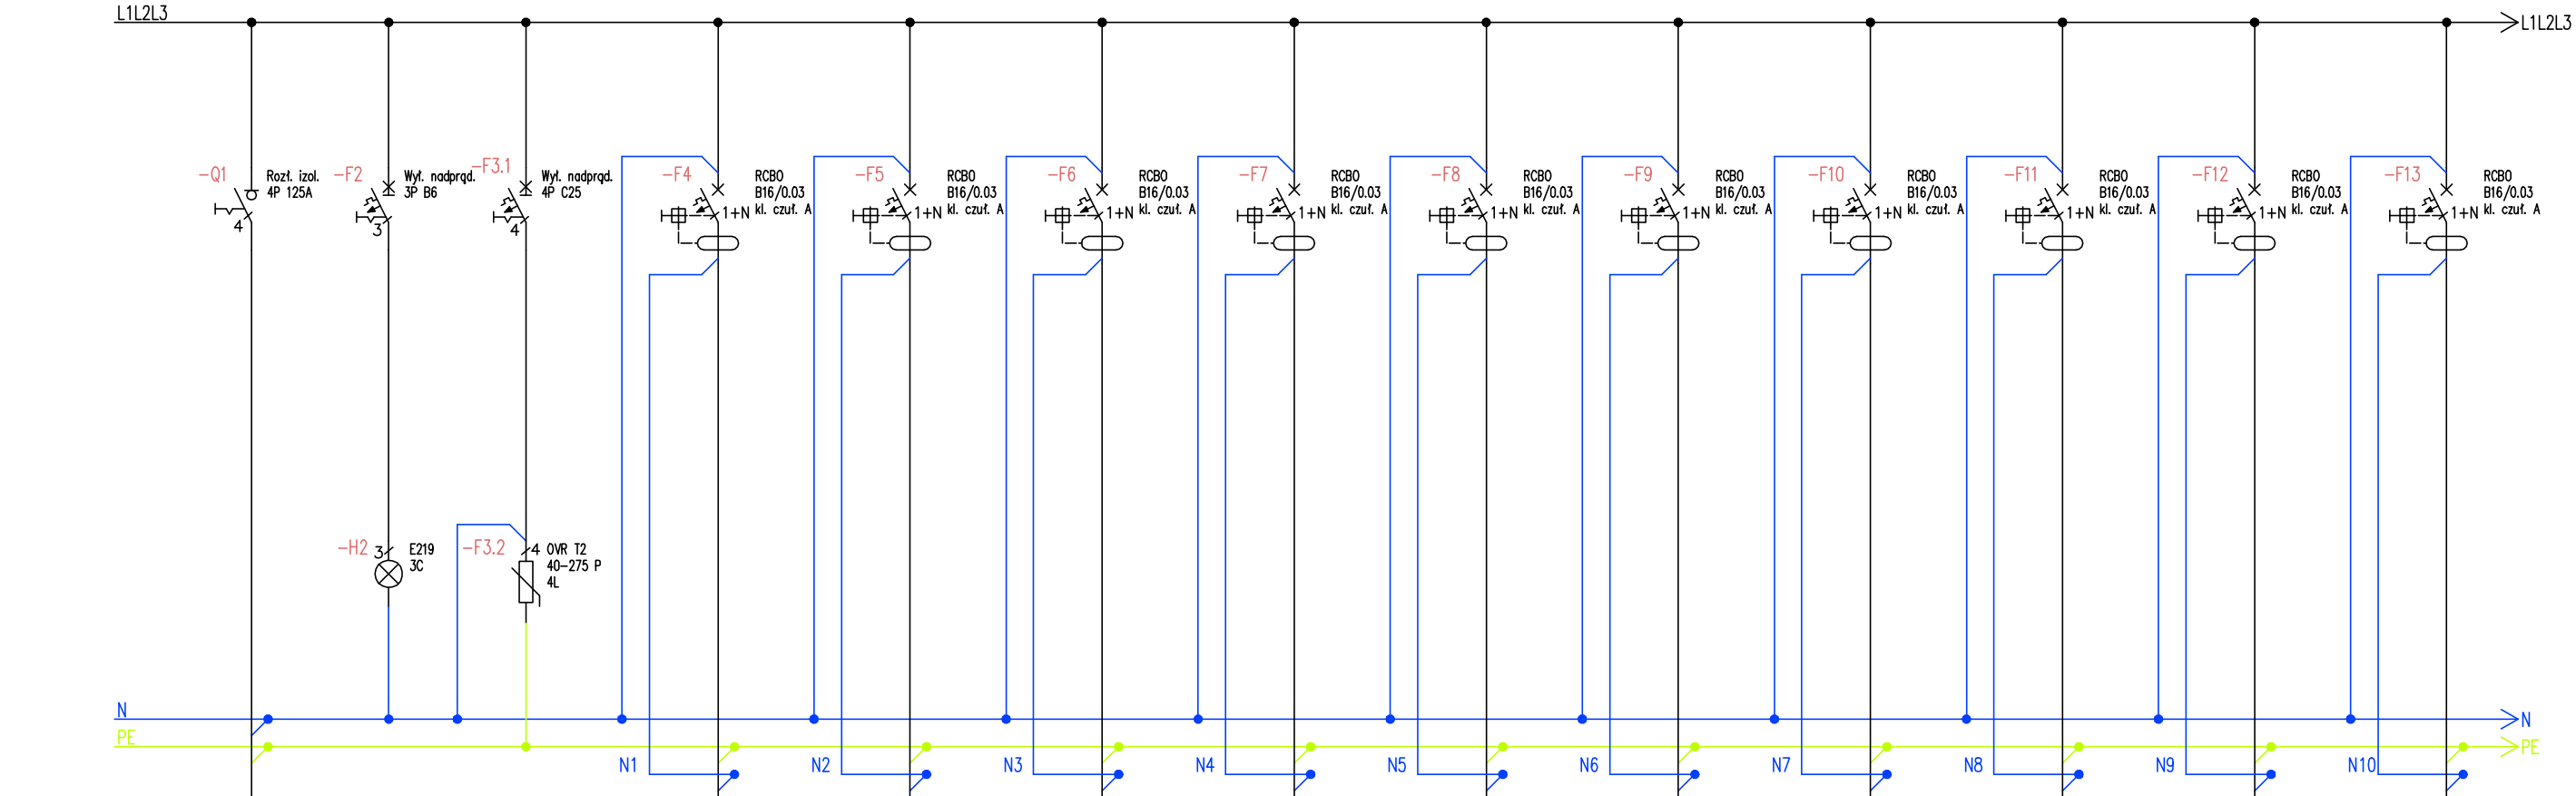 L1L2L3
L1L2L3
-Q1
Rozł. izol.
4P 125A
4
-F2
Wył. nadprąd.
3P B6
3
-F3.1
Wył. nadprąd.
4P C25
4
-F4
RCBO
B16/0.03
kl. czuł. A
1+N
-F5
RCBO
B16/0.03
kl. czuł. A
1+N
-F6
RCBO
B16/0.03
kl. czuł. A
1+N
-F7
RCBO
B16/0.03
kl. czuł. A
1+N
-F8
RCBO
B16/0.03
kl. czuł. A
1+N
-F9
RCBO
B16/0.03
kl. czuł. A
1+N
-F10
RCBO
B16/0.03
kl. czuł. A
1+N
-F11
RCBO
B16/0.03
kl. czuł. A
1+N
-F12
RCBO
B16/0.03
kl. czuł. A
1+N
-F13
RCBO
B16/0.03
kl. czuł. A
1+N
-H2
3
E219
3C
-F3.2
4
OVR T2
40-275 P
4L
N
N
PE
PE
N1
N2
N3
N4
N5
N6
N7
N8
N9
N10